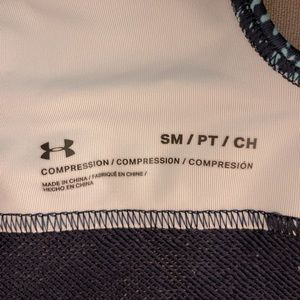 SM / PT / CH
COMPRESSION / COMPRESSION / COMPRESIÓN
MADE IN CHINA / FABRIQUÉ EN CHINE /
HECHO EN CHINA